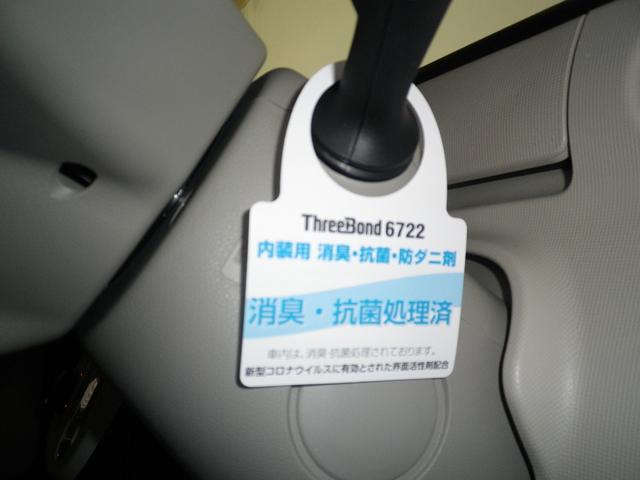 ThreeBond 6722
内装用 消臭・抗菌・防ダニ剤
消臭・抗菌処理済
車内は、消臭・抗菌処理されております。
新型コロナウイルスに有効とされた界面活性剤配合